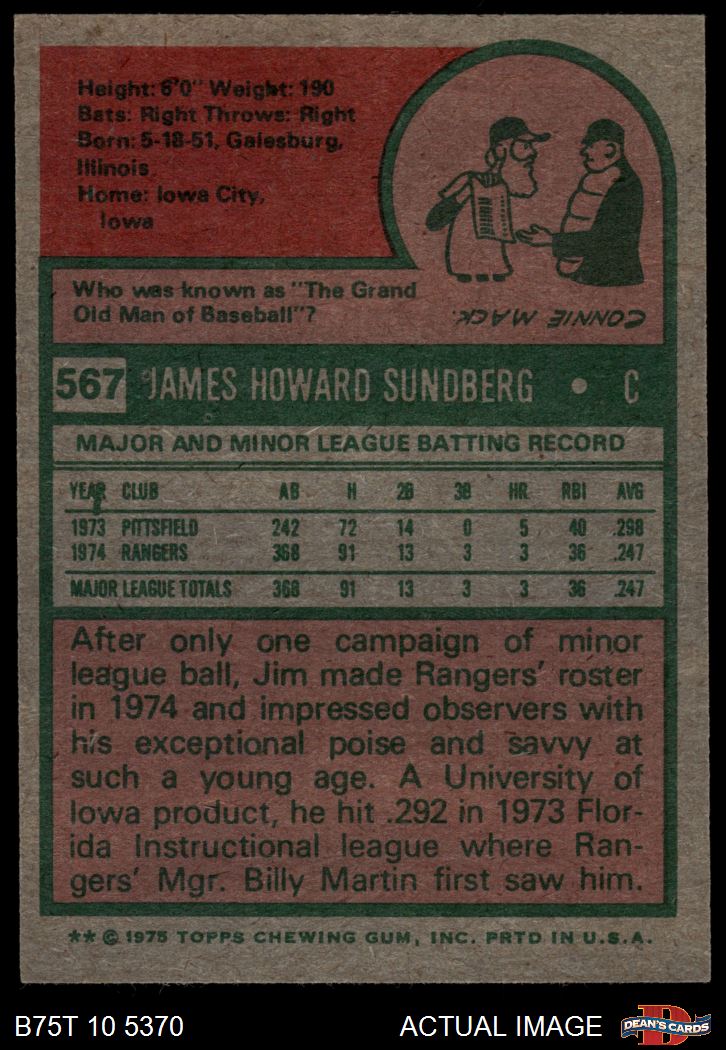 Height: 6'0" Weight: 190
Bats: Right Throws: Right
Born: 5-18-51, Galesburg,
Illinois
Home: Iowa City,
Iowa
Who was known as "The Grand
Old Man of Baseball"?
CONNIE MACK.
567 JAMES HOWARD SUNDBERG • C
MAJOR AND MINOR LEAGUE BATTING RECORD
YEAR CLUB AB H 2B 3B HR RBI AVG
1973 PITTSFIELD 242 72 14 0 5 40 .298
1974 RANGERS 368 91 13 3 3 36 .247
MAJOR LEAGUE TOTALS 368 91 13 3 3 36 .247
After only one campaign of minor
league ball, Jim made Rangers' roster
in 1974 and impressed observers with
his exceptional poise and savvy at
such a young age. A University of
Iowa product, he hit .292 in 1973 Flor-
ida Instructional league where Ran-
gers' Mgr. Billy Martin first saw him.
** © 1975 TOPPS CHEWING GUM, INC. PRTD IN U.S.A.
B75T 10 5370 ACTUAL IMAGE D DEAN'S CARDS